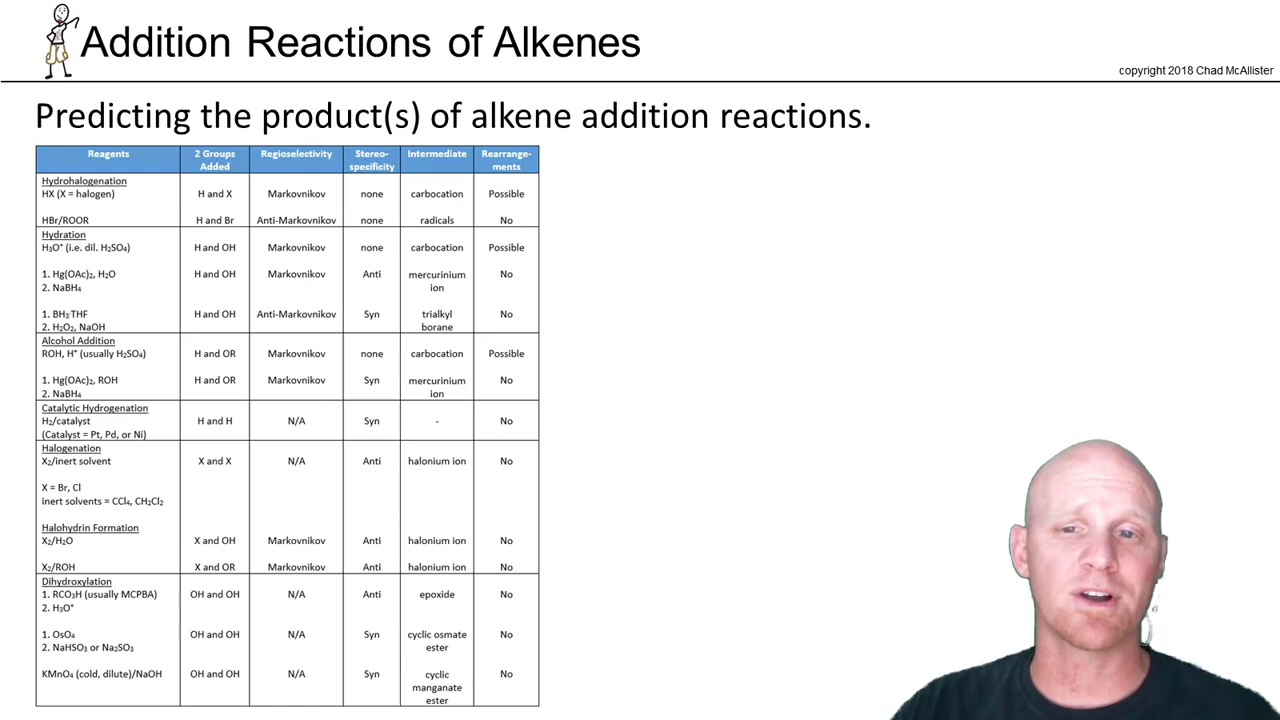 Addition Reactions of Alkenes
copyright 2018 Chad McAllister
Predicting the product(s) of alkene addition reactions.
Reagents 2 Groups Added Regioselectivity Stereo-specificity Intermediate Rearrange-ments
Hydrohalogenation
HX (X = halogen) H and X Markovnikov none carbocation Possible
HBr/ROOR H and Br Anti-Markovnikov none radicals No
Hydration
H₃O⁺ (i.e. dil. H₂SO₄) H and OH Markovnikov none carbocation Possible
1. Hg(OAc)₂, H₂O H and OH Markovnikov Anti mercurinium No
2. NaBH₄ ion
1. BH₃·THF H and OH Anti-Markovnikov Syn trialkyl No
2. H₂O₂, NaOH borane
Alcohol Addition
ROH, H⁺ (usually H₂SO₄) H and OR Markovnikov none carbocation Possible
1. Hg(OAc)₂, ROH H and OR Markovnikov Syn mercurinium No
2. NaBH₄ ion
Catalytic Hydrogenation
H₂/catalyst H and H N/A Syn - No
(Catalyst = Pt, Pd, or Ni)
Halogenation
X₂/inert solvent X and X N/A Anti halonium ion No
X = Br, Cl
inert solvents = CCl₄, CH₂Cl₂
Halohydrin Formation
X₂/H₂O X and OH Markovnikov Anti halonium ion No
X₂/ROH X and OR Markovnikov Anti halonium ion No
Dihydroxylation
1. RCO₃H (usually MCPBA) OH and OH N/A Anti epoxide No
2. H₃O⁺
1. OsO₄ OH and OH N/A Syn cyclic osmate No
2. NaHSO₃ or Na₂SO₃ ester
KMnO₄ (cold, dilute)/NaOH OH and OH N/A Syn cyclic No
manganate
ester